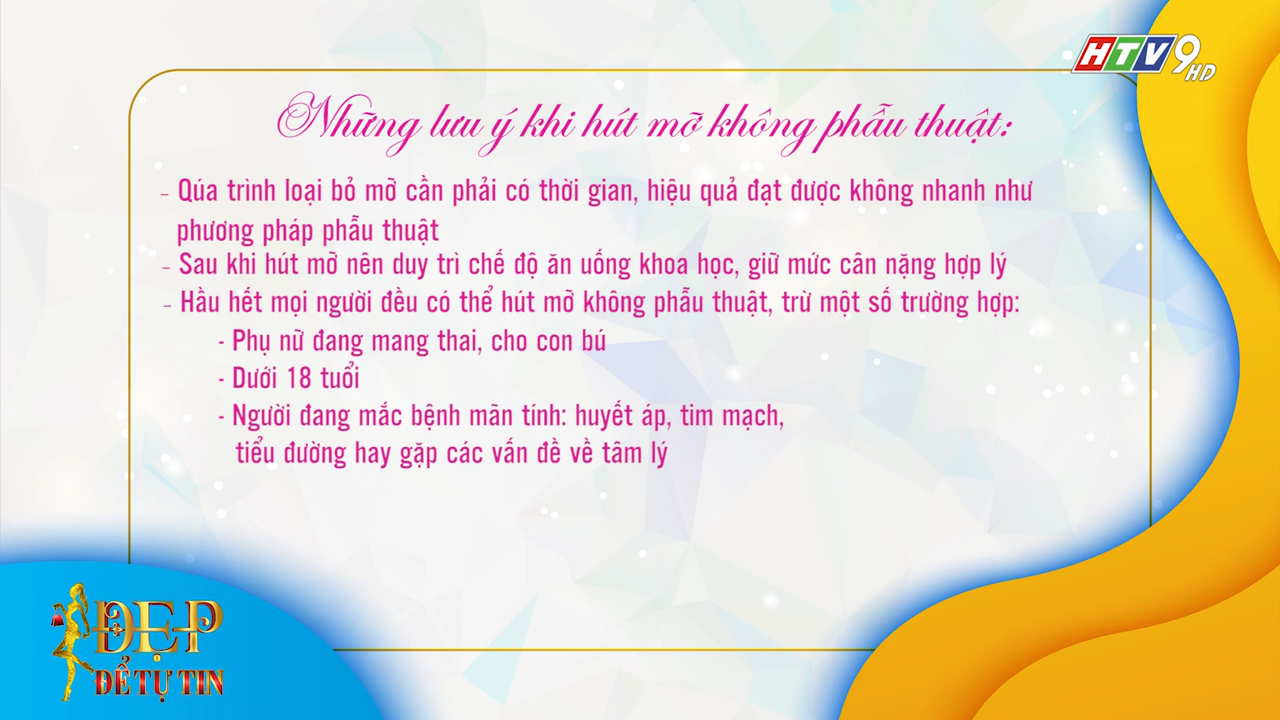 HTV9
HD
Những lưu ý khi hút mỡ không phẫu thuật:
- Qúa trình loại bỏ mỡ cần phải có thời gian, hiệu quả đạt được không nhanh như
phương pháp phẫu thuật
- Sau khi hút mỡ nên duy trì chế độ ăn uống khoa học, giữ mức cân nặng hợp lý
- Hầu hết mọi người đều có thể hút mỡ không phẫu thuật, trừ một số trường hợp:
- Phụ nữ đang mang thai, cho con bú
- Dưới 18 tuổi
- Người đang mắc bệnh mãn tính: huyết áp, tim mạch,
tiểu đường hay gặp các vấn đề về tâm lý
ĐẸP
ĐỂ TỰ TIN